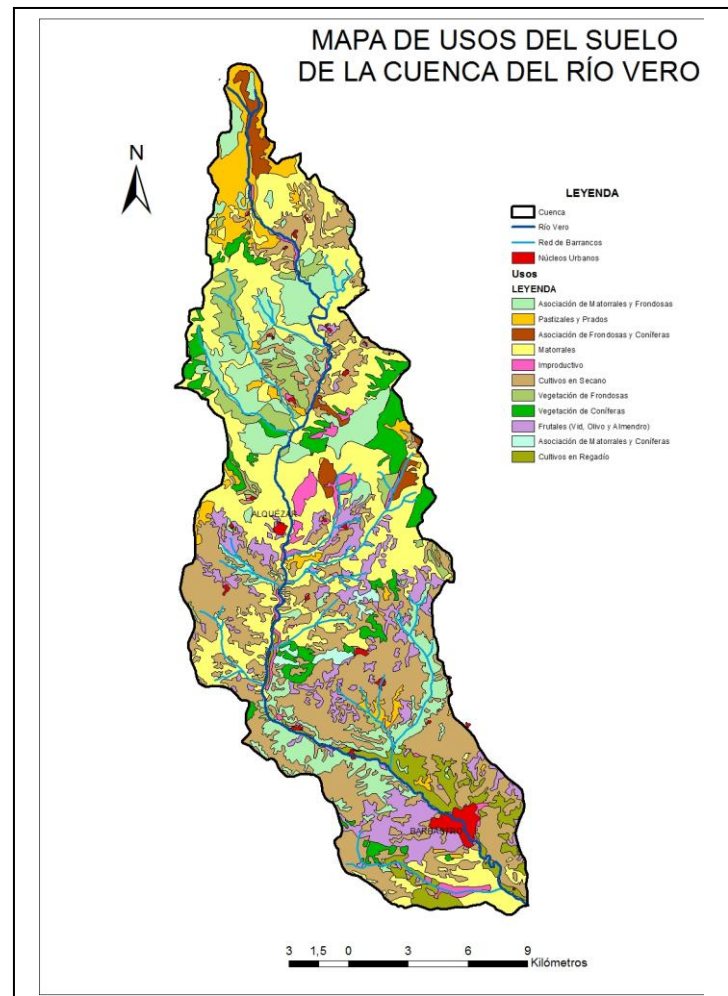 MAPA DE USOS DEL SUELO
DE LA CUENCA DEL RÍO VERO
N
LEYENDA
Cuenca
Río Vero
Red de Barrancos
Núcleos Urbanos
Usos
LEYENDA
Asociación de Matorrales y Frondosas
Pastizales y Prados
Asociación de Frondosas y Coníferas
Matorrales
Improductivo
Cultivos en Secano
Vegetación de Frondosas
Vegetación de Coníferas
Frutales (Vid, Olivo y Almendro)
Asociación de Matorrales y Coníferas
Cultivos en Regadío
ALQUÉZAR
BARBASTRO
3 1,5 0 3 6 9
Kilómetros